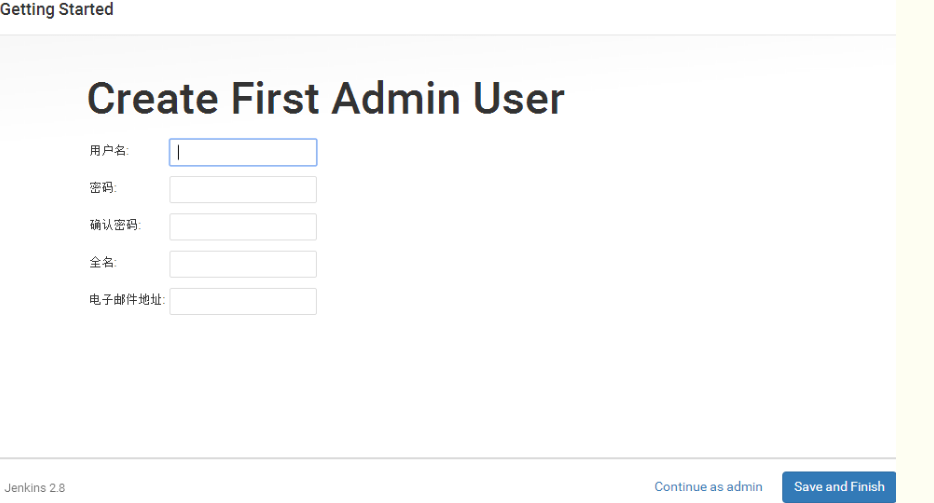 Getting Started
Create First Admin User
用户名:
密码:
确认密码:
全名:
电子邮件地址:
Jenkins 2.8
Continue as admin
Save and Finish